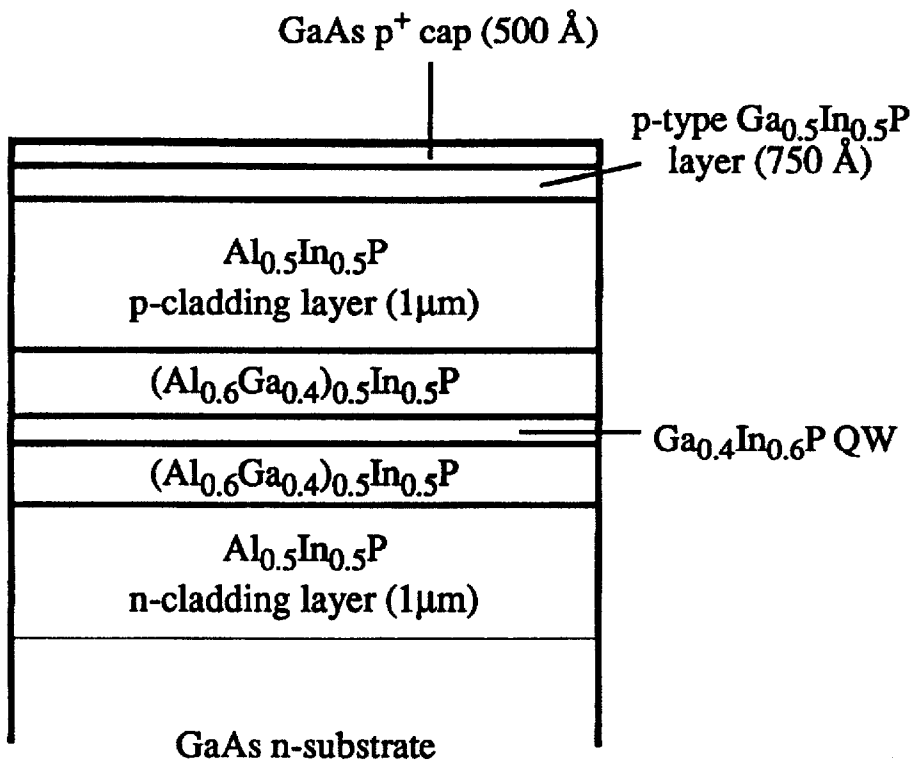 GaAs p⁺ cap (500 Å)
p-type Ga₀.₅In₀.₅P
layer (750 Å)
Al₀.₅In₀.₅P
p-cladding layer (1μm)
(Al₀.₆Ga₀.₄)₀.₅In₀.₅P
Ga₀.₄In₀.₆P QW
(Al₀.₆Ga₀.₄)₀.₅In₀.₅P
Al₀.₅In₀.₅P
n-cladding layer (1μm)
GaAs n-substrate